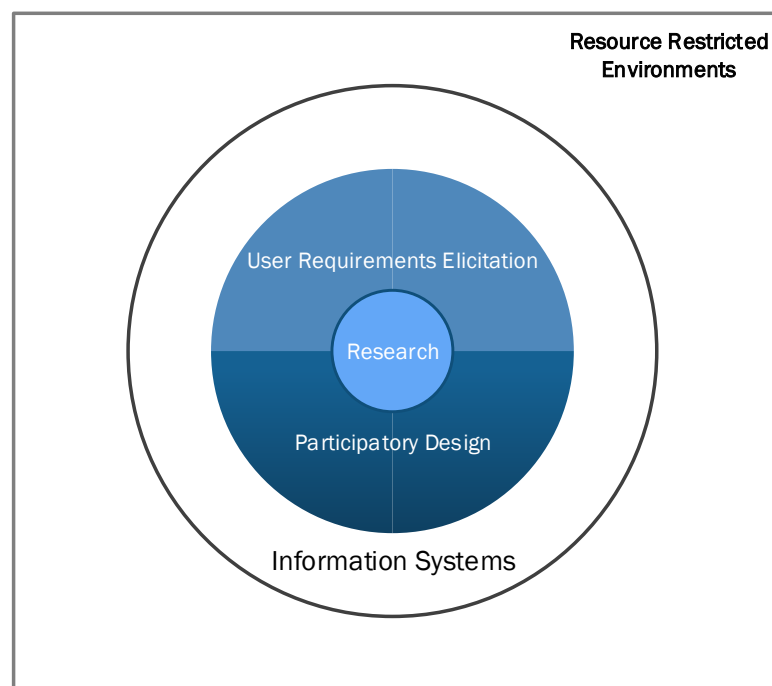 Resource Restricted
Environments
User Requirements Elicitation
Research
Participatory Design
Information Systems